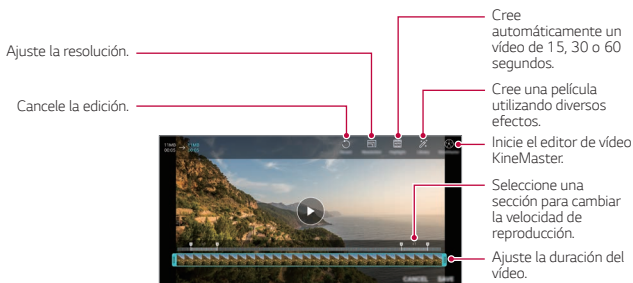 Ajuste la resolución.
Cancele la edición.
Cree
automáticamente un
vídeo de 15, 30 o 60
segundos.
Cree una película
utilizando diversos
efectos.
Inicie el editor de vídeo
KineMaster.
Seleccione una
sección para cambiar
la velocidad de
reproducción.
Ajuste la duración del
vídeo.
CANCEL SAVE